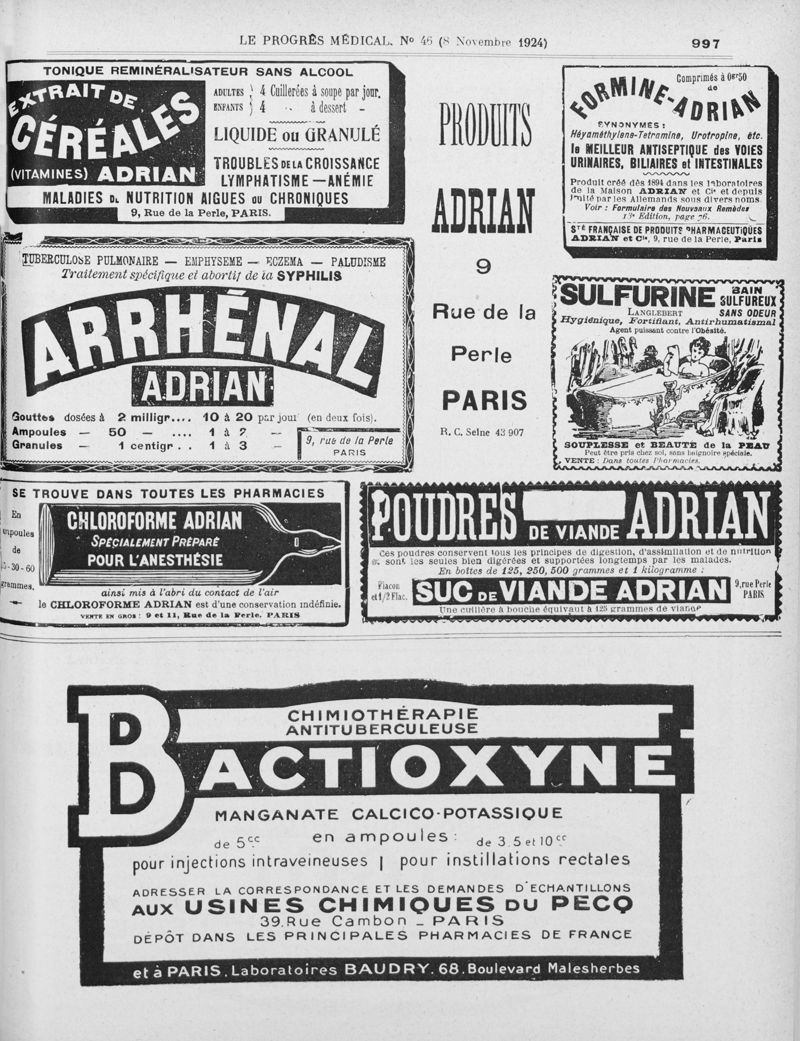 LE PROGRÈS MÉDICAL. No 46 (8 Novembre 1924)
997
TONIQUE REMINÉRALISATEUR SANS ALCOOL
EXTRAIT DE
CÉRÉALES
(VITAMINES) ADRIAN
ADULTES } 4 Cuillerées à soupe par jour.
ENFANTS } 4 „ à dessert –
LIQUIDE ou GRANULÉ
TROUBLES DE LA CROISSANCE
LYMPHATISME — ANÉMIE
MALADIES DE NUTRITION AIGUES OU CHRONIQUES
9, Rue de la Perle, PARIS.
TUBERCULOSE PULMONAIRE — EMPHYSEME — ECZEMA — PALUDISME
Traitement spécifique et abortif de la SYPHILIS
ARRHÉNAL
ADRIAN
Gouttes dosées à 2 milligr.... 10 à 20 par jour (en deux fois).
Ampoules — 50 — .... 1 à 2 —
Granules — 1 centigr . . 1 à 3 —
9, rue de la Perle
PARIS
SE TROUVE DANS TOUTES LES PHARMACIES
En
mpoules
de
5-30-60
grammes.
CHLOROFORME ADRIAN
SPÉCIALEMENT PRÉPARÉ
POUR L'ANESTHÉSIE
ainsi mis à l'abri du contact de l'air
le CHLOROFORME ADRIAN est d'une conservation indéfinie.
VENTE EN GROS : 9 et 11, Rue de la Perle, PARIS
PRODUITS
ADRIAN
9
Rue de la
Perle
PARIS
R. C. Seine 43 907
Comprimés à 0gr50
de
FORMINE-ADRIAN
SYNONYMES :
Héxaméthylene-Tetramine, Urotropine, etc.
le MEILLEUR ANTISEPTIQUE des VOIES
URINAIRES, BILIAIRES et INTESTINALES
Produit créé dès 1894 dans les laboratoires
de la Maison ADRIAN et Cie et depuis
imité par les Allemands sous divers noms.
Voir : Formulaire des Nouveaux Remèdes
13e Edition, page 76.
Sté FRANÇAISE DE PRODUITS PHARMACEUTIQUES
ADRIAN et Cie, 9, rue de la Perle, Paris
SULFURINE
LANGLEBERT
BAIN
SULFUREUX
SANS ODEUR
Hygiénique, Fortifiant, Antirhumatismal
Agent puissant contre l'Obésité.
SOUPLESSE et BEAUTÉ de la PEAU
Peut être pris chez soi, sans baignoire spéciale.
VENTE : Dans toutes Pharmacies.
POUDRES DE VIANDE ADRIAN
Ces poudres conservent tous les principes de digestion, d'assimilation et de nutrition
et sont les seules bien digérées et supportées longtemps par les malades.
En boîtes de 125, 250, 500 grammes et 1 kilogramme :
Flacon
et 1/2 Flac.
SUC DE VIANDE ADRIAN
9, rue Perle
PARIS
Une cuillère à bouche équivaut à 125 grammes de viande
CHIMIOTHÉRAPIE
ANTITUBERCULEUSE
BACTIOXYNE
MANGANATE CALCICO-POTASSIQUE
en ampoules :
de 5cc
de 3.5 et 10cc
pour injections intraveineuses | pour instillations rectales
ADRESSER LA CORRESPONDANCE ET LES DEMANDES D'ECHANTILLONS
AUX USINES CHIMIQUES DU PECQ
39. Rue Cambon _ PARIS
DÉPÔT DANS LES PRINCIPALES PHARMACIES DE FRANCE
et à PARIS. Laboratoires BAUDRY. 68. Boulevard Malesherbes